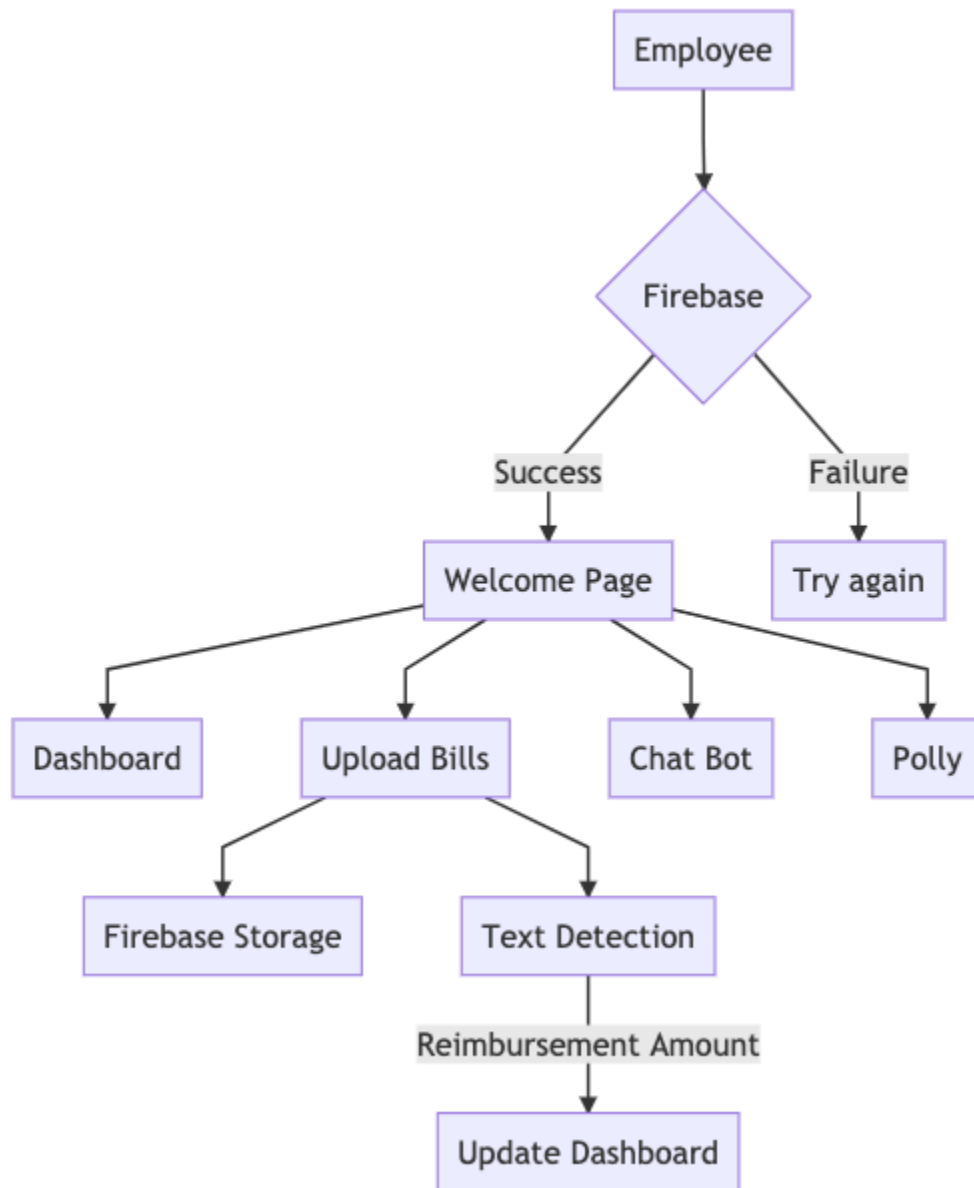 Employee
Firebase
Success
Failure
Welcome Page
Try again
Dashboard
Upload Bills
Chat Bot
Polly
Firebase Storage
Text Detection
Reimbursement Amount
Update Dashboard